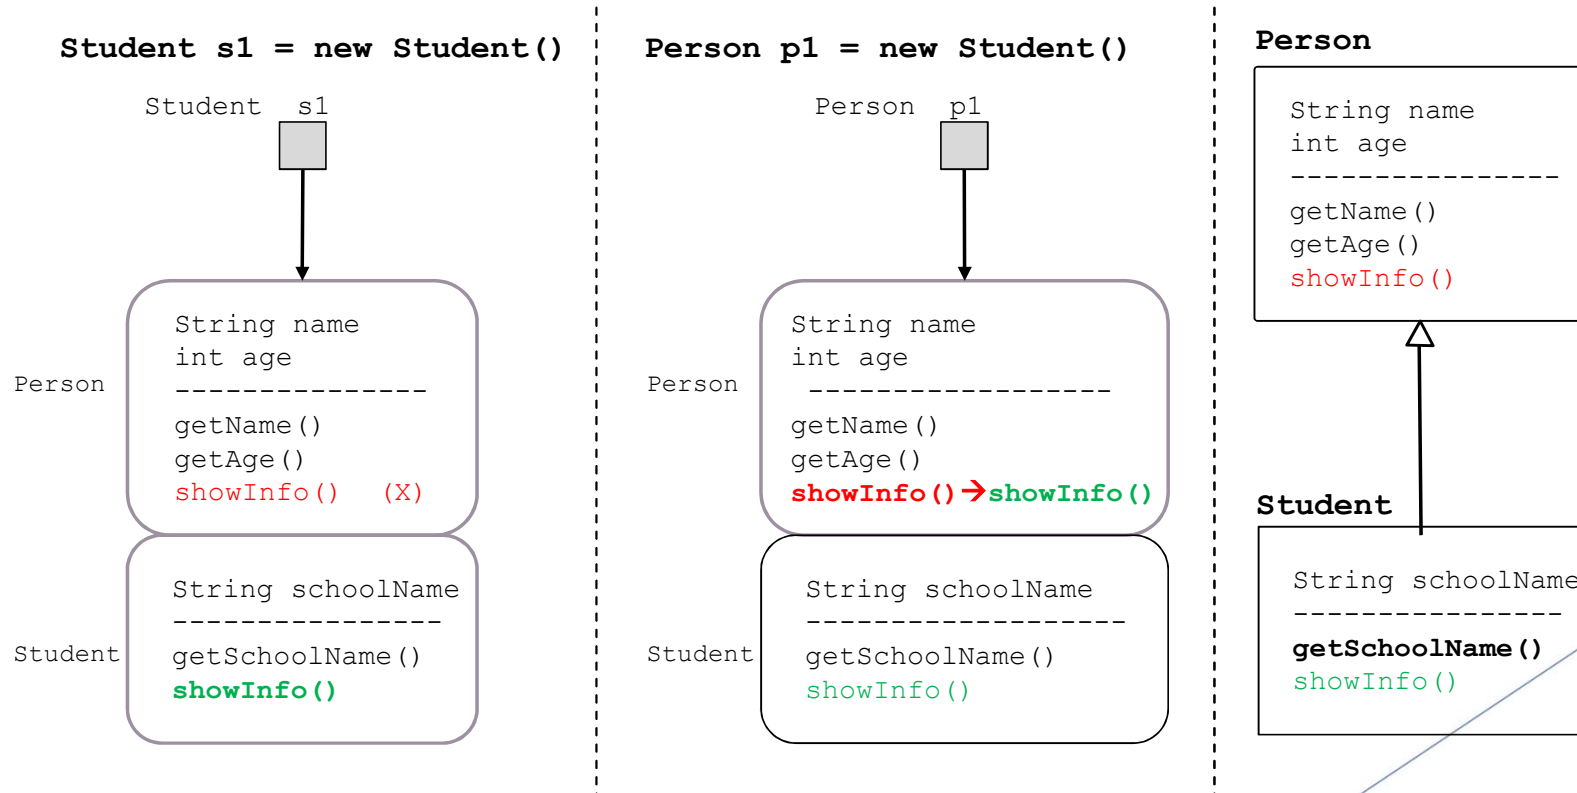 Student s1 = new Student()
Student s1
Person
String name
int age
---------------
getName()
getAge()
showInfo() (X)
Student
String schoolName
----------------
getSchoolName()
showInfo()
Person p1 = new Student()
Person p1
Person
String name
int age
------------------
getName()
getAge()
showInfo()→showInfo()
Student
String schoolName
-------------------
getSchoolName()
showInfo()
Person
String name
int age
----------------
getName()
getAge()
showInfo()
Student
String schoolName
----------------
getSchoolName()
showInfo()